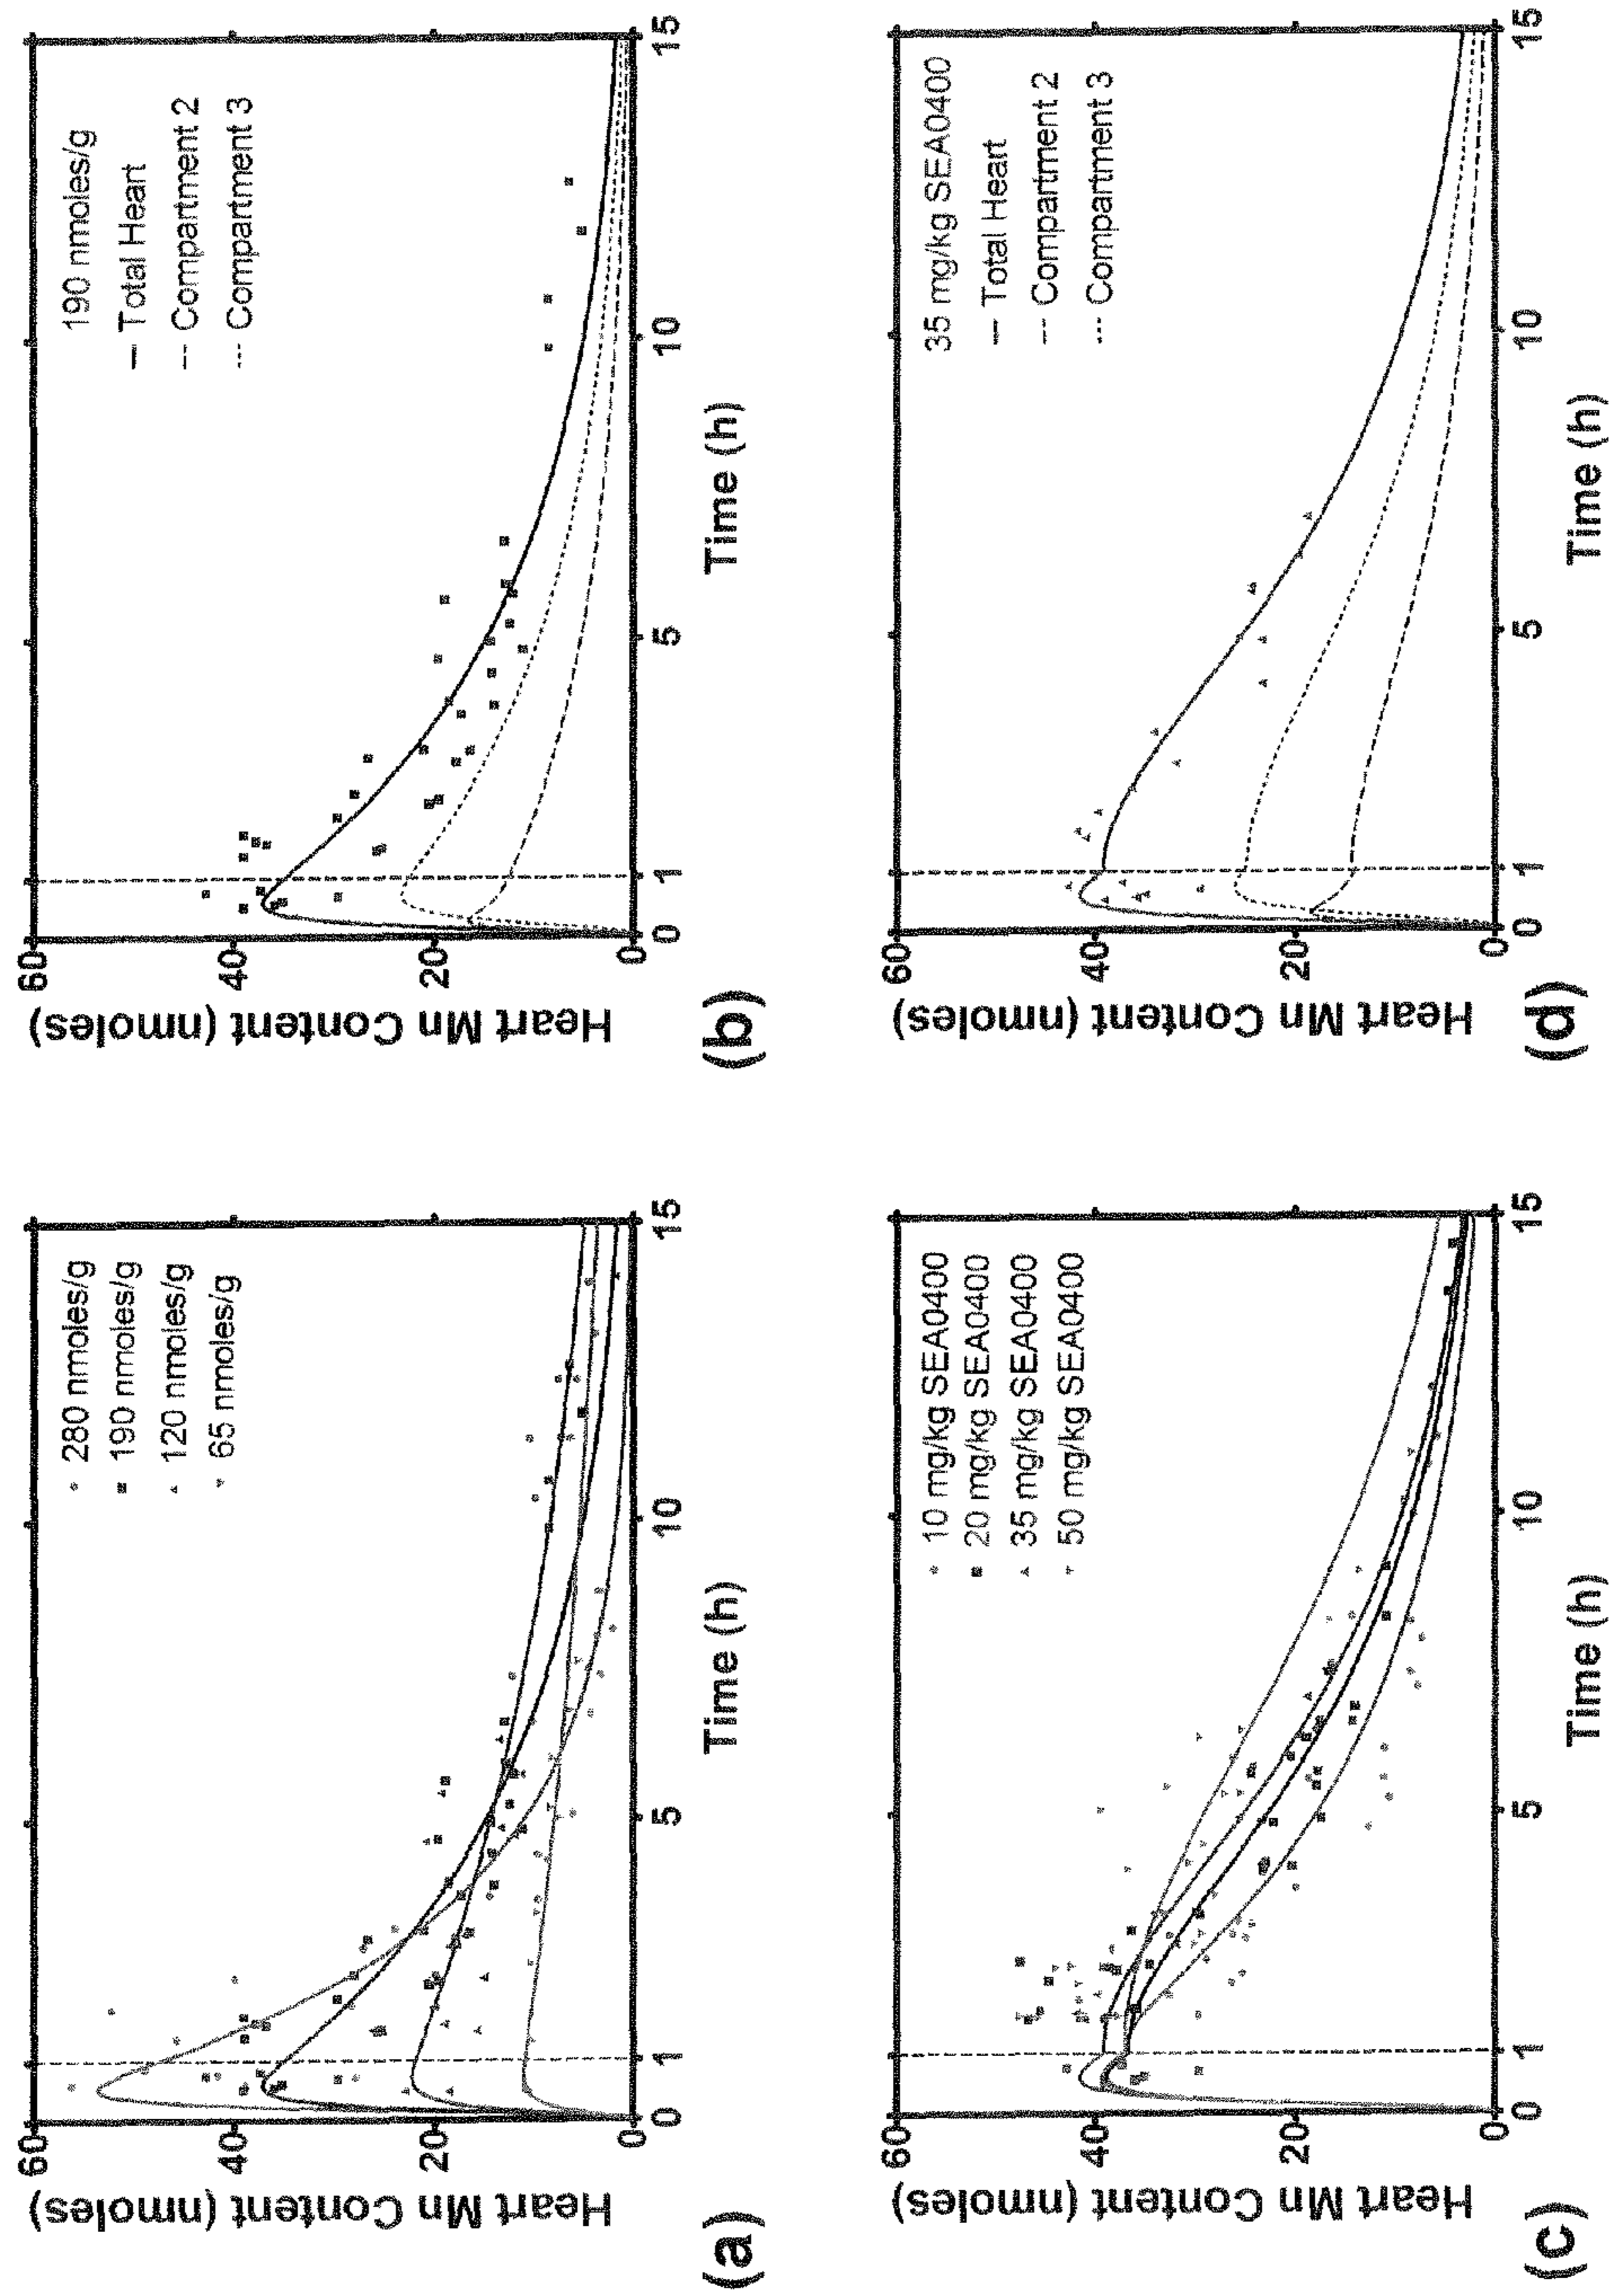 Heart Mn Content (nmoles)
60
40
20
0
280 nmoles/g
190 nmoles/g
120 nmoles/g
65 nmoles/g
0
1
5
10
15
Time (h)
(a)
Heart Mn Content (nmoles)
60
40
20
0
190 nmoles/g
Total Heart
Compartment 2
Compartment 3
0
1
5
10
15
Time (h)
(b)
Heart Mn Content (nmoles)
60
40
20
0
10 mg/kg SEA0400
20 mg/kg SEA0400
35 mg/kg SEA0400
50 mg/kg SEA0400
0
1
5
10
15
Time (h)
(c)
Heart Mn Content (nmoles)
60
40
20
0
35 mg/kg SEA0400
Total Heart
Compartment 2
Compartment 3
0
1
5
10
15
Time (h)
(d)